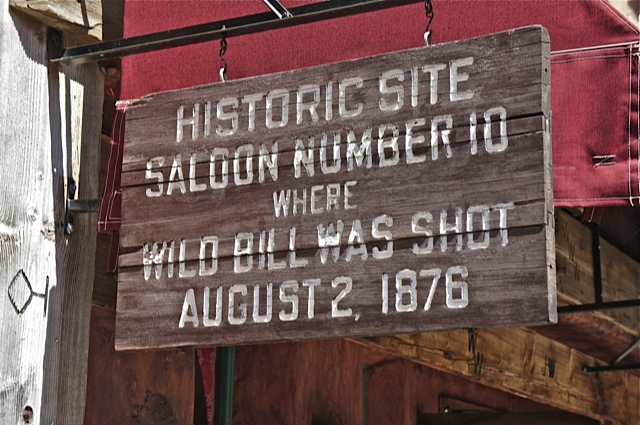 HISTORIC SITE
SALOON NUMBER 10
WHERE
WILD BILL WAS SHOT
AUGUST 2, 1876